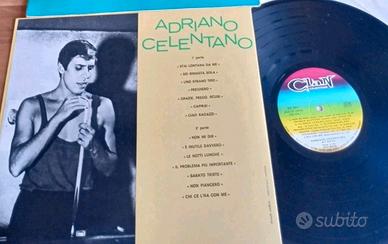 ADRIANO
CELENTANO
1ª parte
• STAI LONTANA DA ME •
• SEI RIMASTA SOLA •
• UNO STRANO TIPO •
• PREGHERO' •
• GRAZIE, PREGO, SCUSI •
• CAPIRAI •
• CIAO RAGAZZI •
2ª parte
• NON MI DIR •
• E' INUTILE DAVVERO •
• LE NOTTI LUNGHE •
• IL PROBLEMA PIU' IMPORTANTE •
• SABATO TRISTE •
• NON PIANGERO' •
• CHI CE L'HA CON ME •
Clan
subito